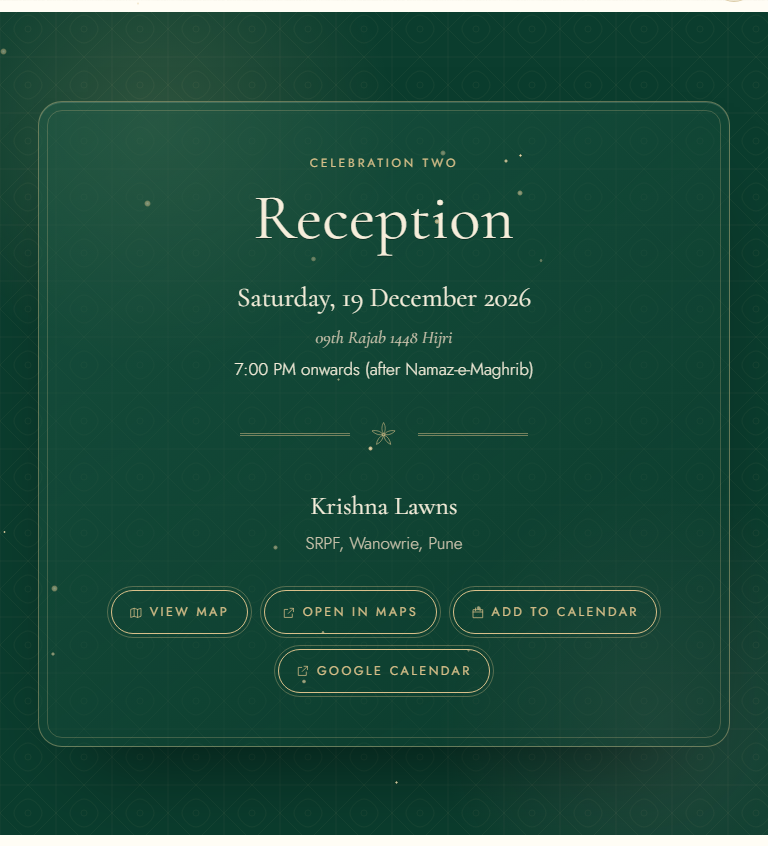 CELEBRATION TWO
Reception
Saturday, 19 December 2026
09th Rajab 1448 Hijri
7:00 PM onwards (after Namaz-e-Maghrib)
Krishna Lawns
SRPF, Wanowrie, Pune
VIEW MAP
OPEN IN MAPS
ADD TO CALENDAR
GOOGLE CALENDAR